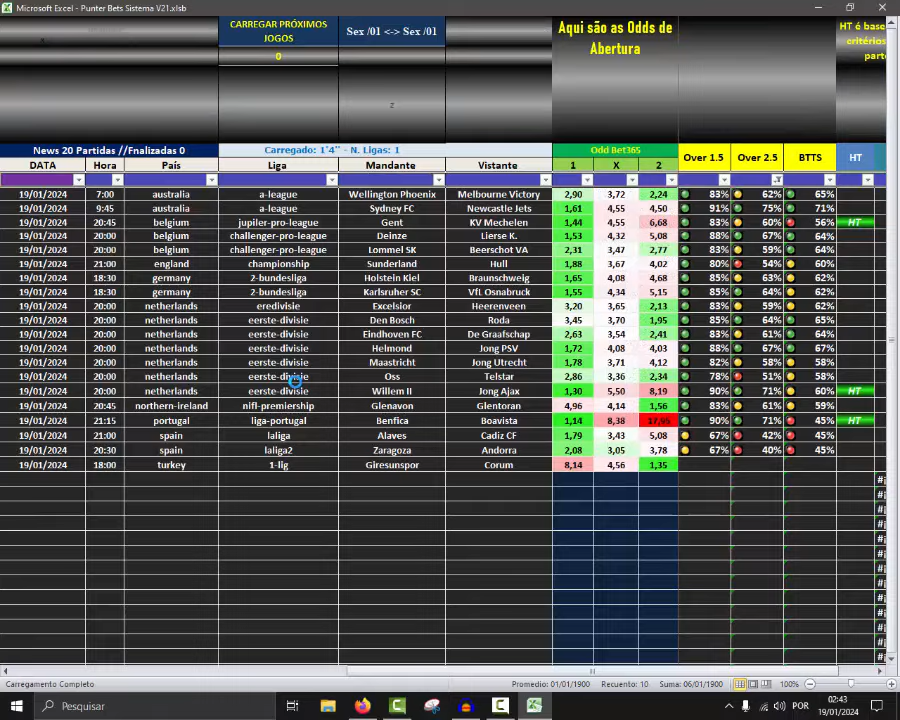 Microsoft Excel - Punter Bets Sistema V21.xlsb
CARREGAR PRÓXIMOS
JOGOS
0
Sex /01 <-> Sex /01
z
Aqui são as Odds de
Abertura
HT é base
critérios
parte
News 20 Partidas //Fnalizadas 0
Carregado: 1`4´´ - N. Ligas: 1
Odd Bet365
DATA Hora País Liga Mandante Vistante 1 X 2 Over 1.5 Over 2.5 BTTS HT
19/01/2024 7:00 australia a-league Wellington Phoenix Melbourne Victory 2,90 3,72 2,24 83% 62% 65%
19/01/2024 9:45 australia a-league Sydney FC Newcastle Jets 1,61 4,55 4,50 91% 75% 71%
19/01/2024 20:45 belgium jupiler-pro-league Gent KV Mechelen 1,44 4,55 6,68 83% 60% 56% HT
19/01/2024 20:00 belgium challenger-pro-league Deinze Lierse K. 1,53 4,32 5,08 88% 67% 64%
19/01/2024 20:00 belgium challenger-pro-league Lommel SK Beerschot VA 2,31 3,47 2,77 83% 59% 64%
19/01/2024 21:00 england championship Sunderland Hull 1,88 3,67 4,02 80% 54% 60%
19/01/2024 18:30 germany 2-bundesliga Holstein Kiel Braunschweig 1,65 4,08 4,68 85% 63% 62%
19/01/2024 18:30 germany 2-bundesliga Karlsruher SC VfL Osnabruck 1,55 4,34 5,15 85% 64% 62%
19/01/2024 20:00 netherlands eredivisie Excelsior Heerenveen 3,20 3,65 2,13 83% 59% 62%
19/01/2024 20:00 netherlands eerste-divisie Den Bosch Roda 3,45 3,70 1,95 85% 64% 65%
19/01/2024 20:00 netherlands eerste-divisie Eindhoven FC De Graafschap 2,63 3,54 2,41 83% 61% 64%
19/01/2024 20:00 netherlands eerste-divisie Helmond Jong PSV 1,72 4,08 4,03 88% 67% 65%
19/01/2024 20:00 netherlands eerste-divisie Maastricht Jong Utrecht 1,78 3,71 4,12 82% 58% 58%
19/01/2024 20:00 netherlands eerste-divisie Oss Telstar 2,86 3,36 2,34 78% 51% 58%
19/01/2024 20:00 netherlands eerste-divisie Willem II Jong Ajax 1,30 5,50 8,19 90% 71% 60% HT
19/01/2024 20:45 northern-ireland nifl-premiership Glenavon Glentoran 4,96 4,14 1,56 83% 61% 59%
19/01/2024 21:15 portugal liga-portugal Benfica Boavista 1,14 8,38 17,95 90% 71% 45% HT
19/01/2024 21:00 spain laliga Alaves Cadiz CF 1,79 3,43 5,08 67% 42% 45%
19/01/2024 20:30 spain laliga2 Zaragoza Andorra 2,08 3,05 3,78 67% 40% 45%
19/01/2024 18:00 turkey 1-lig Giresunspor Corum 8,14 4,56 1,35
Carregamento Completo
Promedio: 01/01/1900 Recuento: 10 Suma: 06/01/1900 100%
Pesquisar
POR
02:43
19/01/2024